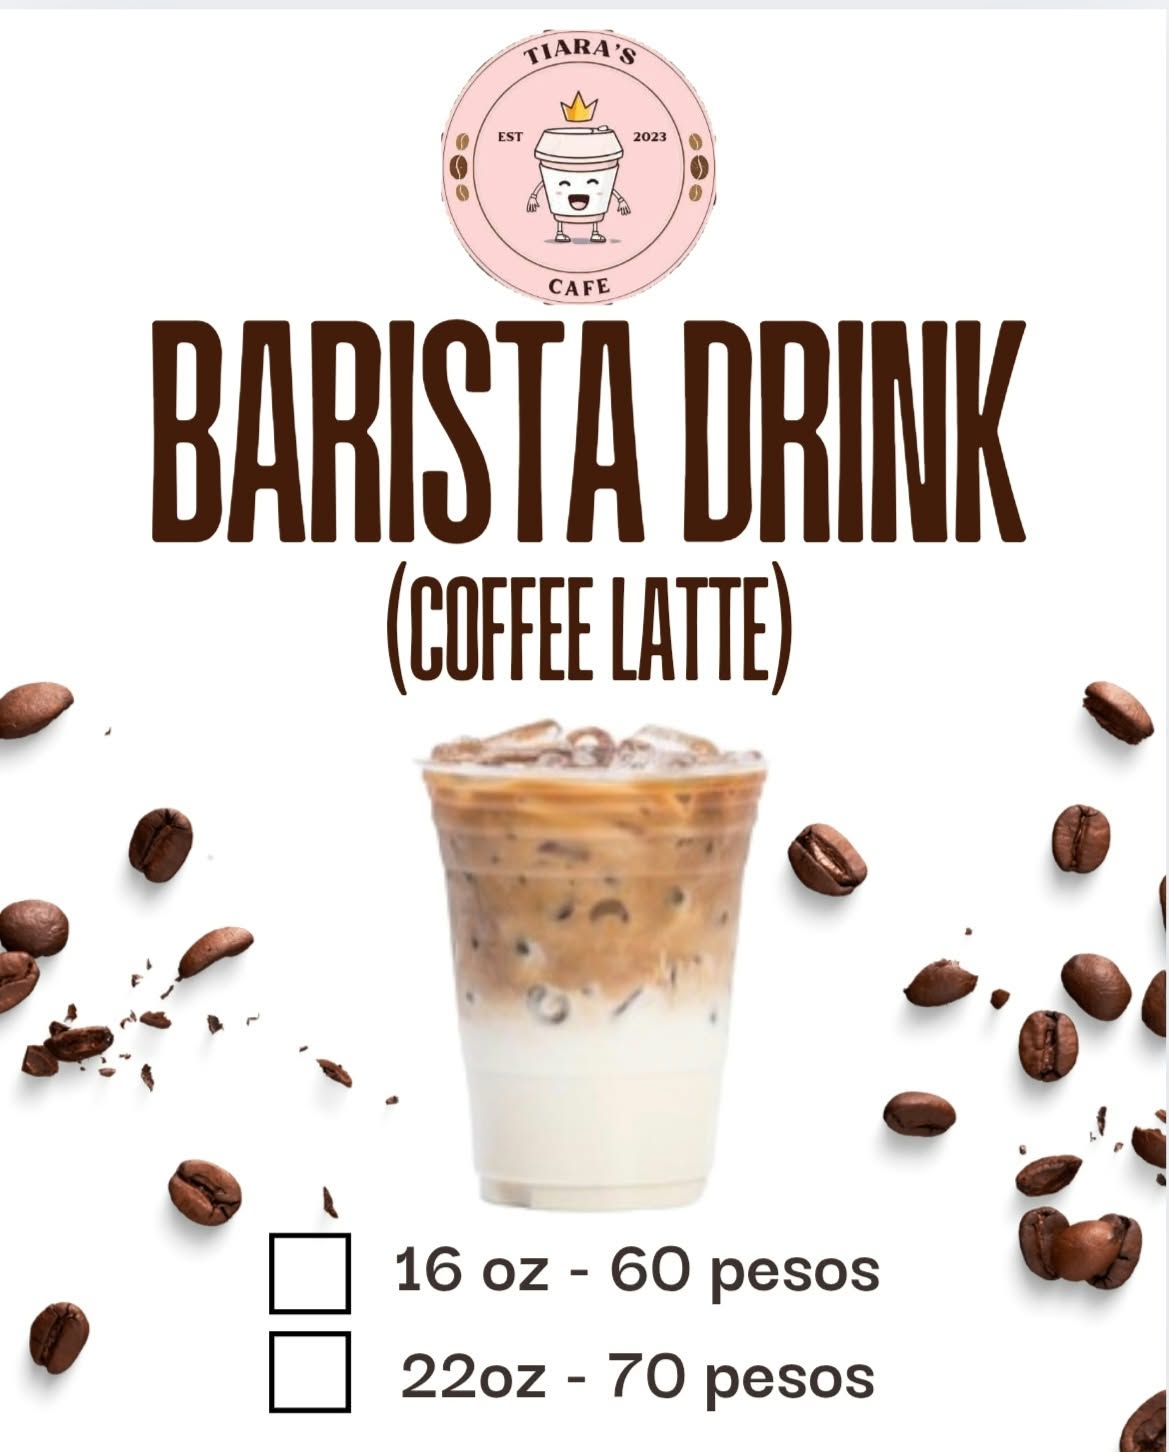 TIARA'S
EST 2023
CAFE
BARISTA DRINK
(COFFEE LATTE)
16 oz - 60 pesos
22oz - 70 pesos